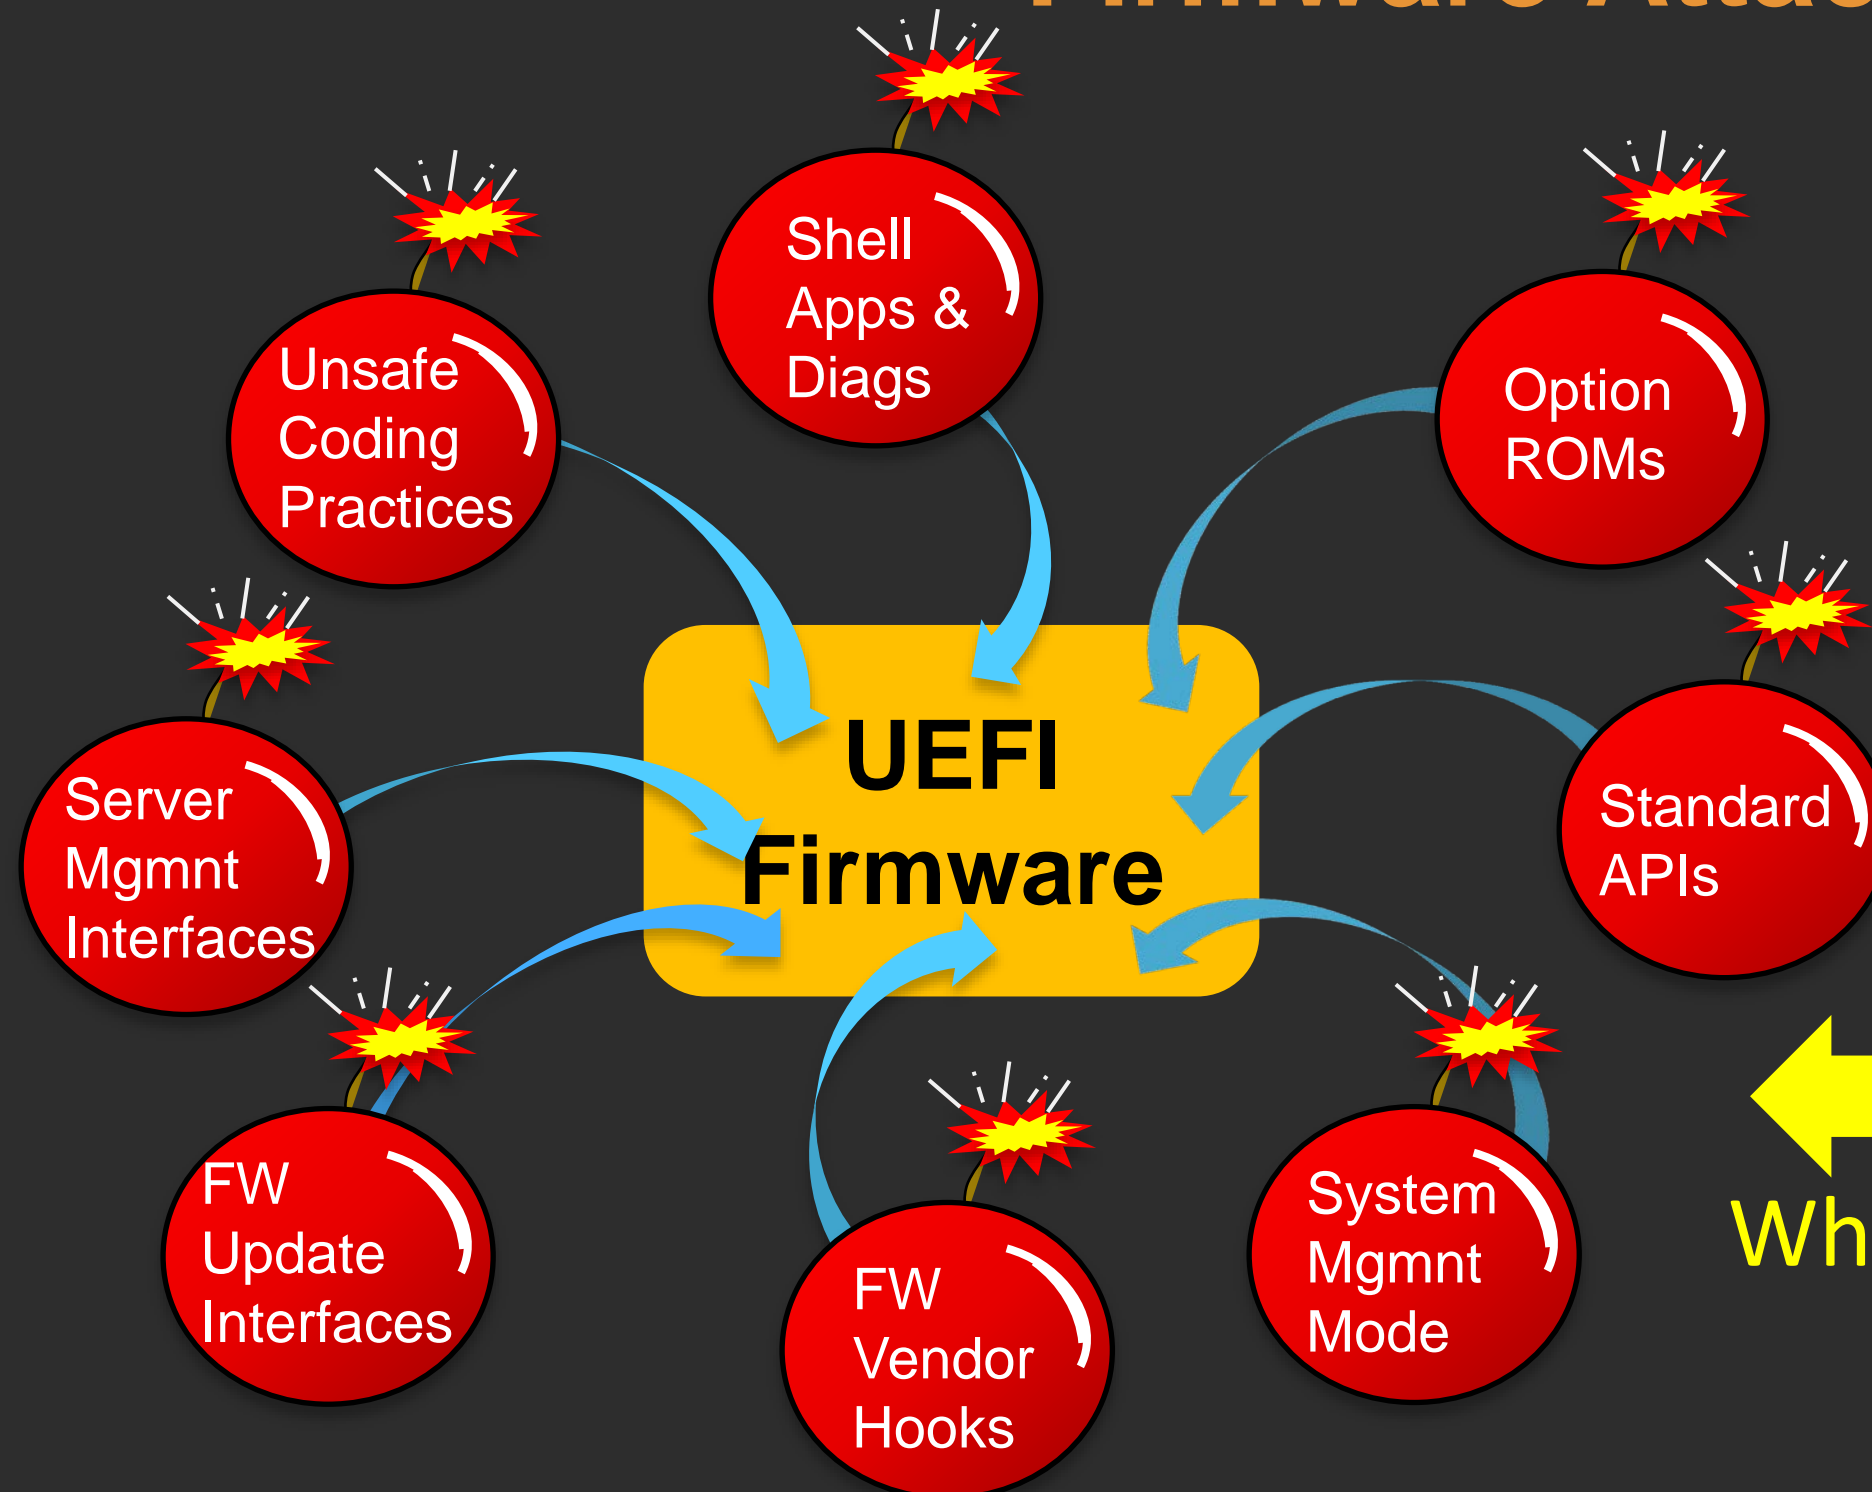 Shell
Apps &
Diags
Unsafe
Coding
Practices
Option
ROMs
UEFI
Firmware
Server
Mgmnt
Interfaces
Standard
APIs
FW
Update
Interfaces
FW
Vendor
Hooks
System
Mgmnt
Mode